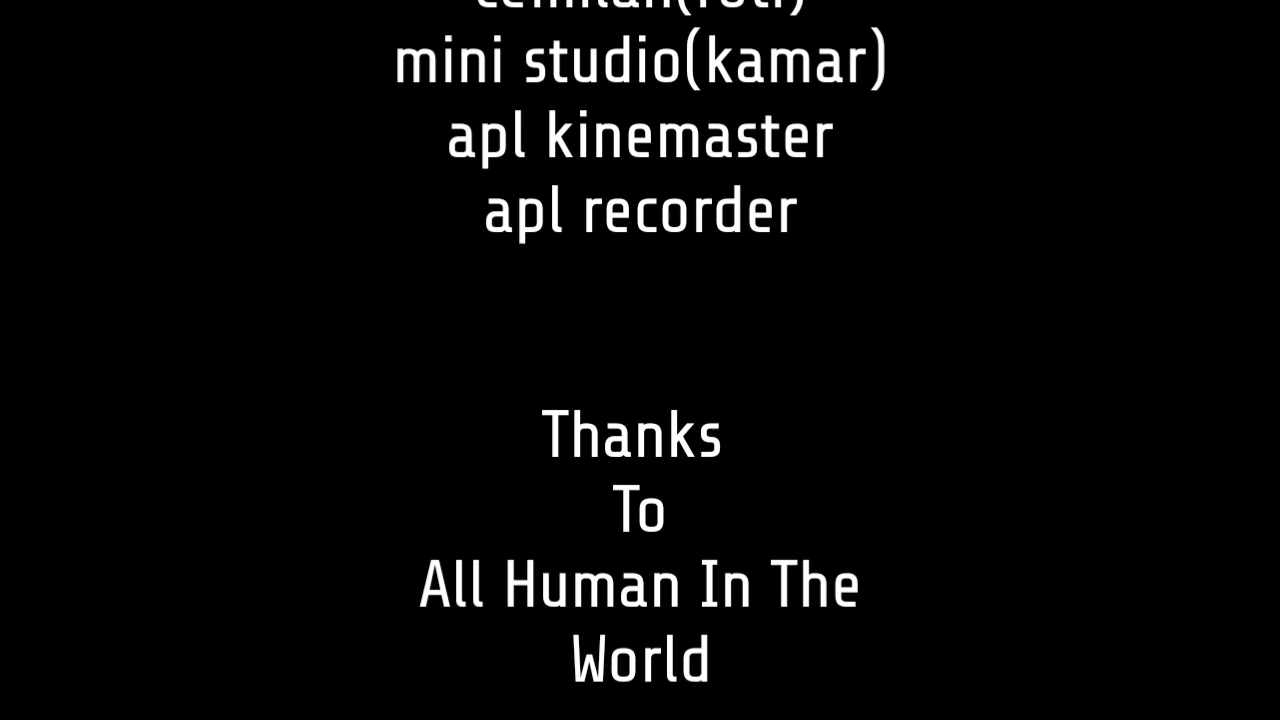 mini studio(kamar)
apl kinemaster
apl recorder
Thanks
To
All Human In The
World